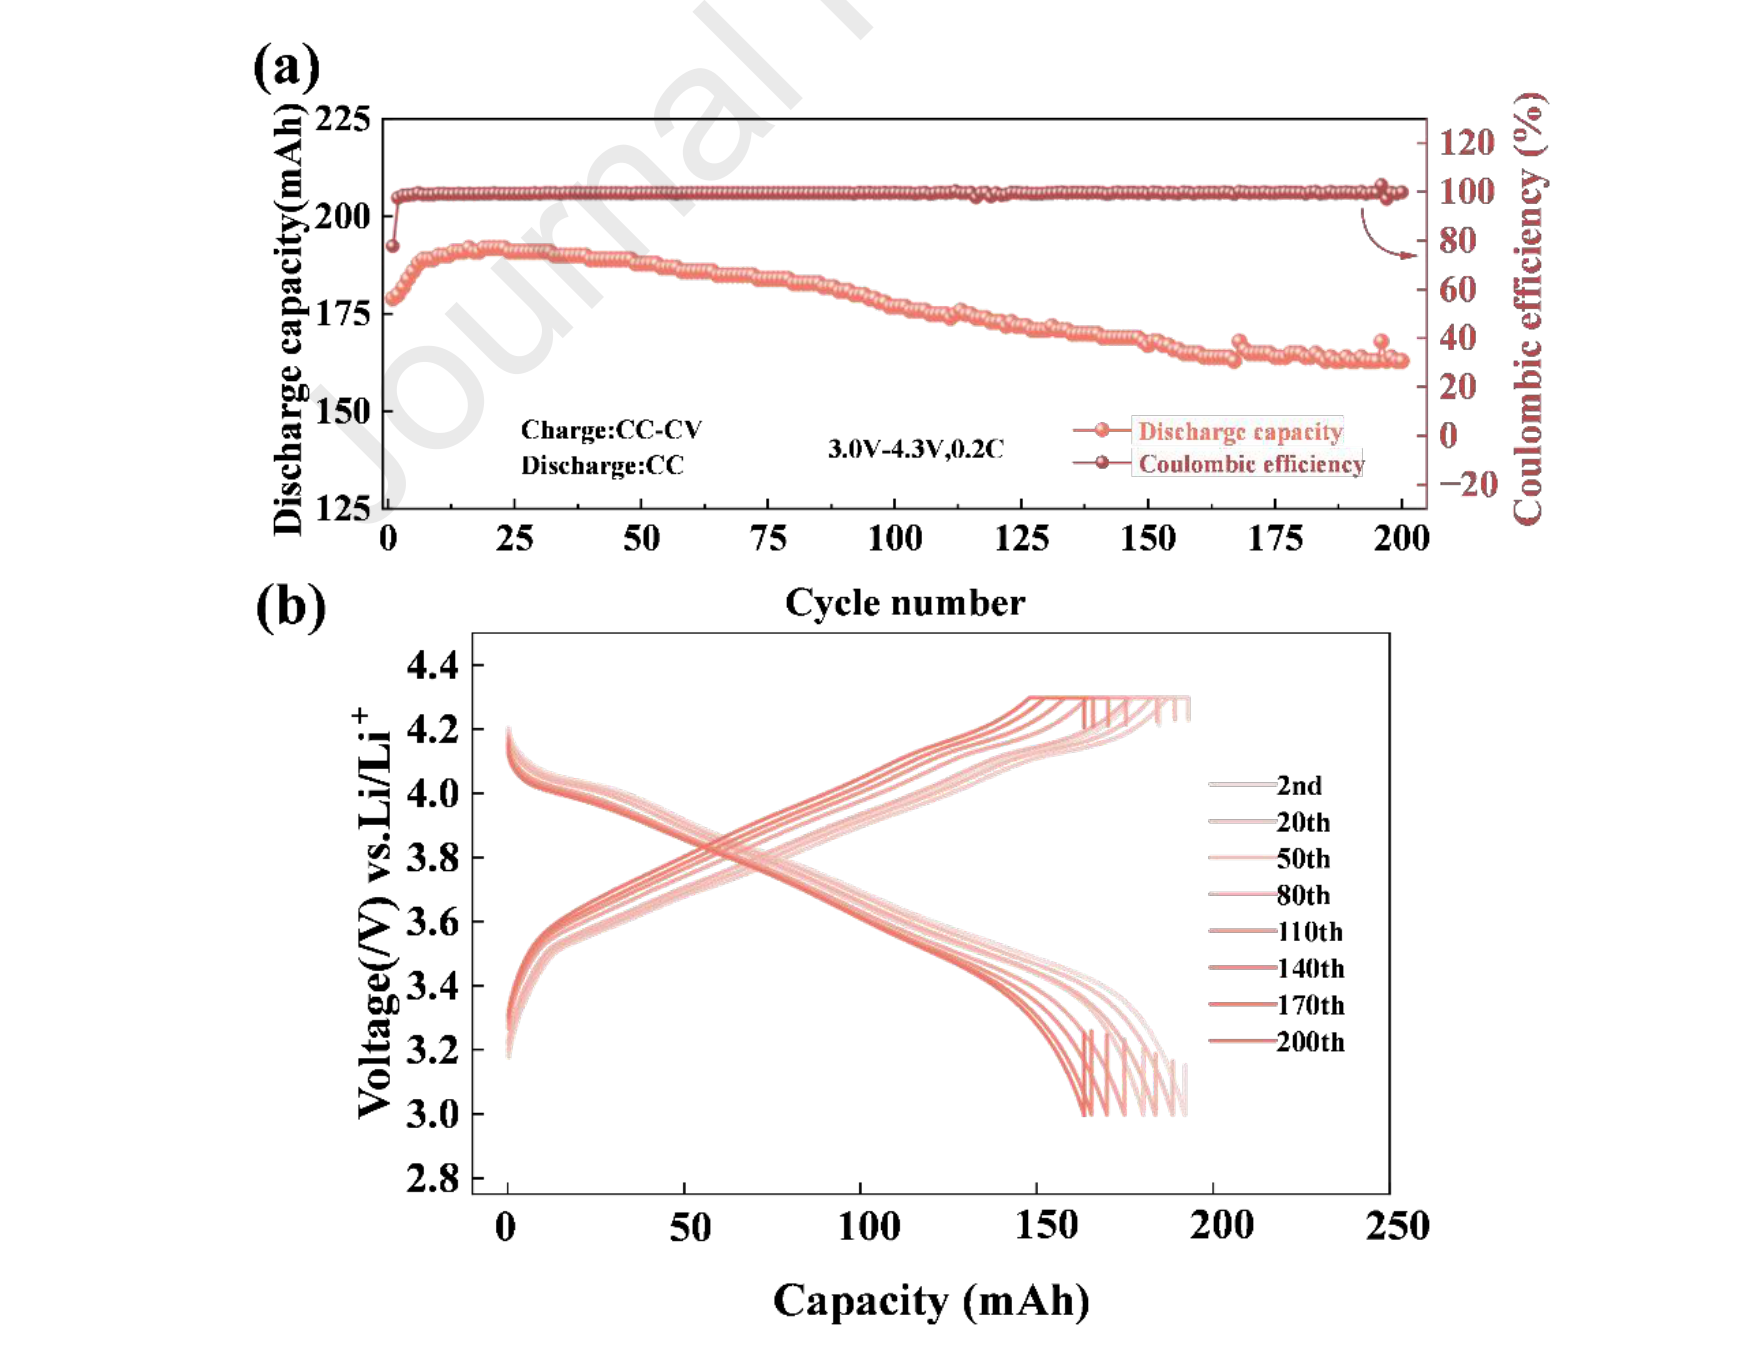 (a)
Journal
Discharge capacity(mAh)
225
200
175
150
125
120
100
80
60
40
20
0
−20
Coulombic efficiency (%)
Charge:CC-CV
Discharge:CC
3.0V-4.3V,0.2C
Discharge capacity
Coulombic efficiency
0 25 50 75 100 125 150 175 200
Cycle number
(b)
Voltage(/V) vs.Li/Li+
4.4
4.2
4.0
3.8
3.6
3.4
3.2
3.0
2.8
2nd
20th
50th
80th
110th
140th
170th
200th
0 50 100 150 200 250
Capacity (mAh)